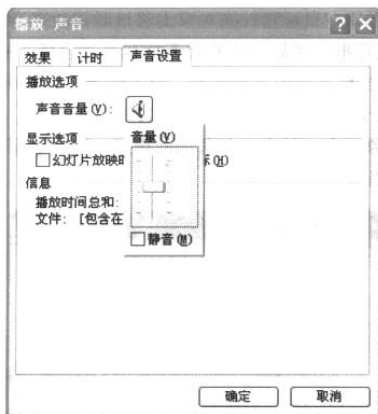 播放 声音
效果 计时 声音设置
播放选项
声音音量(V):
显示选项 音量(V)
幻灯片放映时 标(H)
信息
播放时间总和:
文件: [包含在
静音(M)
确定 取消